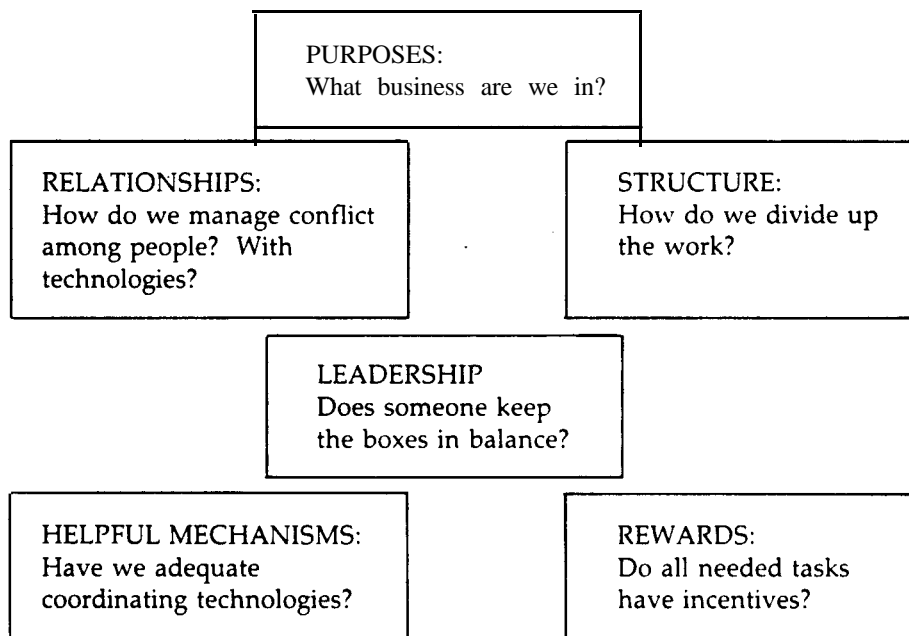 PURPOSES:
What business are we in?
RELATIONSHIPS:
How do we manage conflict
among people? With
technologies?
STRUCTURE:
How do we divide up
the work?
LEADERSHIP
Does someone keep
the boxes in balance?
HELPFUL MECHANISMS:
Have we adequate
coordinating technologies?
REWARDS:
Do all needed tasks
have incentives?